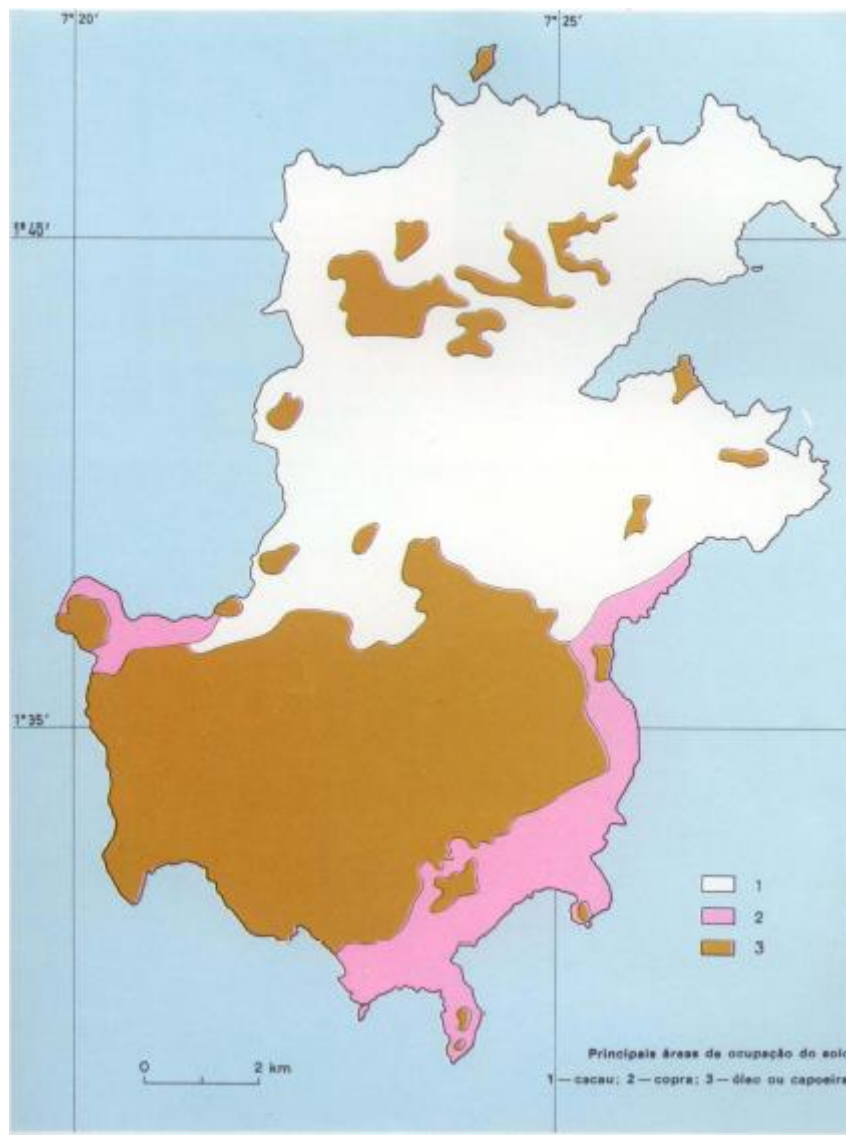 7° 20′ 7° 25′
1° 40′
1° 35′
1
2
3
0 2 km
Principais áreas de ocupação do solo
1 — cacau; 2 — copra; 3 — óleo ou capoeira